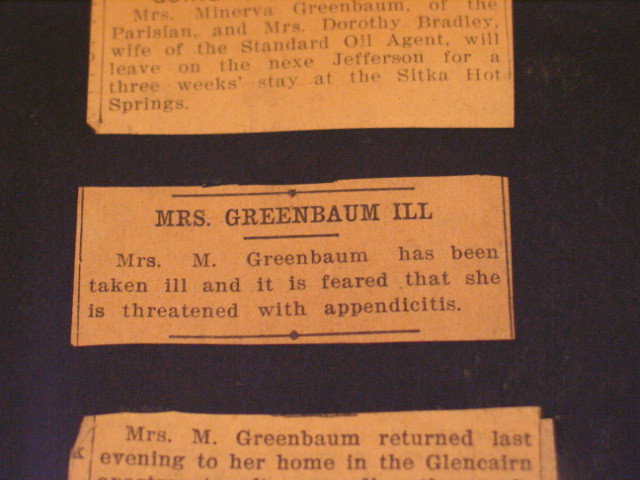 Mrs. Minerva Greenbaum, of the
Parisian, and Mrs. Dorothy Bradley,
wife of the Standard Oil Agent, will
leave on the nexe Jefferson for a
three weeks' stay at the Sitka Hot
Springs.
MRS. GREENBAUM ILL
Mrs. M. Greenbaum has been
taken ill and it is feared that she
is threatened with appendicitis.
Mrs. M. Greenbaum returned last
evening to her home in the Glencairn